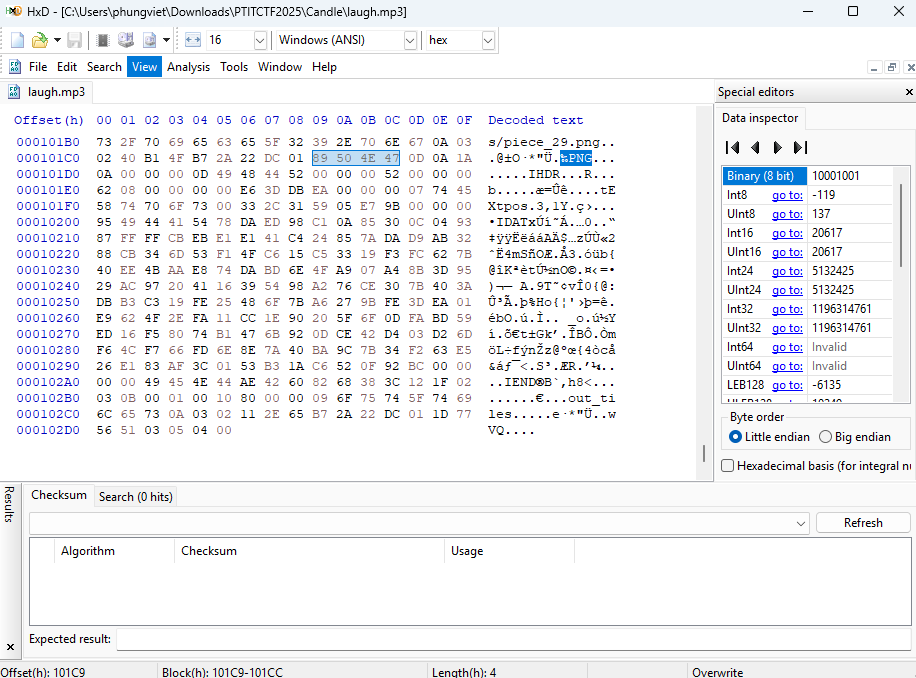 HxD - [C:\Users\phungviet\Downloads\PTITCTF2025\Candle\laugh.mp3]
16 Windows (ANSI) hex
File Edit Search View Analysis Tools Window Help
laugh.mp3
Offset(h) 00 01 02 03 04 05 06 07 08 09 0A 0B 0C 0D 0E 0F Decoded text
000101B0 73 2F 70 69 65 63 65 5F 32 39 2E 70 6E 67 0A 03 s/piece_29.png..
000101C0 02 40 B1 4F B7 2A 22 DC 01 89 50 4E 47 0D 0A 1A .@±O·*"Ü.‰PNG...
000101D0 0A 00 00 00 0D 49 48 44 52 00 00 00 52 00 00 00 .....IHDR...R...
000101E0 62 08 00 00 00 00 E6 3D DB EA 00 00 00 07 74 45 b.....æ=Ûê....tE
000101F0 58 74 70 6F 73 00 33 2C 31 59 05 E7 9B 00 00 00 Xtpos.3,1Y.ç›...
00010200 95 49 44 41 54 78 DA ED 98 C1 0A 85 30 0C 04 93 •IDATxÚí˜Á.…0..“
00010210 87 FF FF CB EB E1 E1 41 C4 24 85 7A DA D9 AB 32 ‡ÿÿËëááAÄ$…zÚÙ«2
00010220 88 CB 34 6D 53 F1 4F C6 15 C5 33 19 F3 FC 62 7B ˆË4mSñOÆ.Å3.óüb{
00010230 40 EE 4B AA E8 74 DA BD 6E 4F A9 07 A4 8B 3D 95 @îKªètÚ½nO©.¤‹=•
00010240 29 AC 97 20 41 16 39 54 98 A2 76 CE 30 7B 40 3A )¬— A.9T˜¢vÎ0{@:
00010250 DB B3 C3 19 FE 25 48 6F 7B A6 27 9B FE 3D EA 01 Û³Ã.þ%Ho{¦'›þ=ê.
00010260 E9 62 4F 2E FA 11 CC 1E 90 20 5F 6F 0D FA BD 59 ébO.ú.Ì.. _o.ú½Y
00010270 ED 16 F5 80 74 B1 47 6B 92 0D CE 42 D4 03 D2 6D í.õ€t±Gk’.ÎBÔ.Òm
00010280 F6 4C F7 66 FD 6E 8E 7A 40 BA 9C 7B 34 F2 63 E5 öL÷fýnŽz@ºœ{4òcå
00010290 26 E1 83 AF 3C 01 53 B3 1A C6 52 0F 92 BC 00 00 &áƒ¯<.S³.ÆR.’¼..
000102A0 00 00 49 45 4E 44 AE 42 60 82 68 38 3C 12 1F 02 ..IEND®B`‚h8<...
000102B0 03 0B 00 01 00 10 80 00 00 09 6F 75 74 5F 74 69 ......€...out_ti
000102C0 6C 65 73 0A 03 02 11 2E 65 B7 2A 22 DC 01 1D 77 les.....e·*"Ü..w
000102D0 56 51 03 05 04 00 VQ....
Special editors
Data inspector
Binary (8 bit) 10001001
Int8 go to: -119
UInt8 go to: 137
Int16 go to: 20617
UInt16 go to: 20617
Int24 go to: 5132425
UInt24 go to: 5132425
Int32 go to: 1196314761
UInt32 go to: 1196314761
Int64 go to: Invalid
UInt64 go to: Invalid
LEB128 go to: -6135
Byte order
Little endian Big endian
Hexadecimal basis (for integral
Results
Checksum Search (0 hits)
Refresh
Algorithm Checksum Usage
Expected result:
Offset(h): 101C9 Block(h): 101C9-101CC Length(h): 4 Overwrite